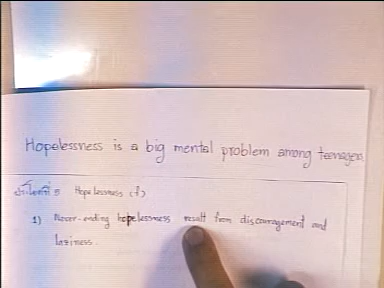 Hopelessness is a big mental problem among teenagers
Hopelessness
1) Never-ending hopelessness result from discouragement and
laziness.